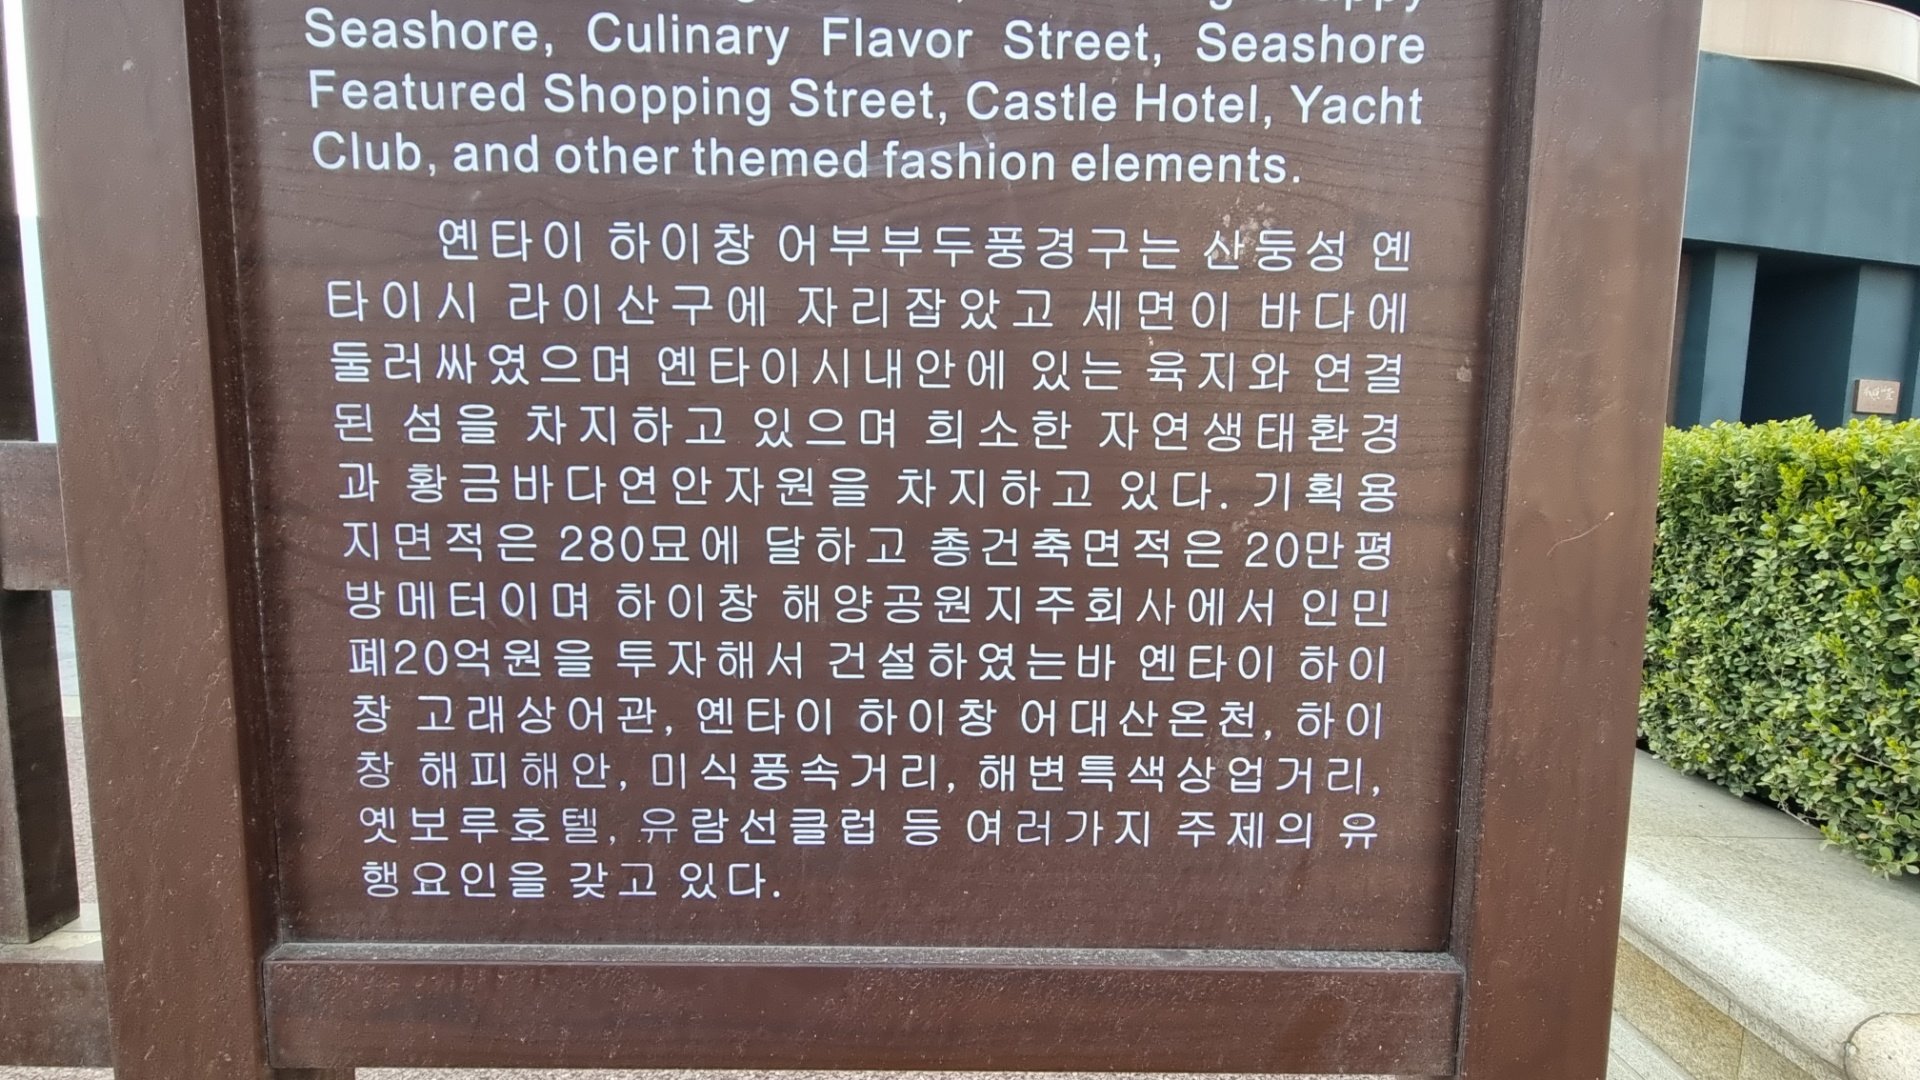 Seashore, Culinary Flavor Street, Seashore
Featured Shopping Street, Castle Hotel, Yacht
Club, and other themed fashion elements.
옌타이 하이창 어부부두풍경구는 산둥성 옌
타이시 라이산구에 자리잡았고 세면이 바다에
둘러싸였으며 옌타이시내안에 있는 육지와 연결
된 섬을 차지하고 있으며 희소한 자연생태환경
과 황금바다연안자원을 차지하고 있다. 기획용
지면적은 280묘에 달하고 총건축면적은 20만평
방메터이며 하이창 해양공원지주회사에서 인민
폐20억원을 투자해서 건설하였는바 옌타이 하이
창 고래상어관, 옌타이 하이창 어대산온천, 하이
창 해피해안, 미식풍속거리, 해변특색상업거리,
옛보루호텔, 유람선클럽 등 여러가지 주제의 유
행요인을 갖고 있다.